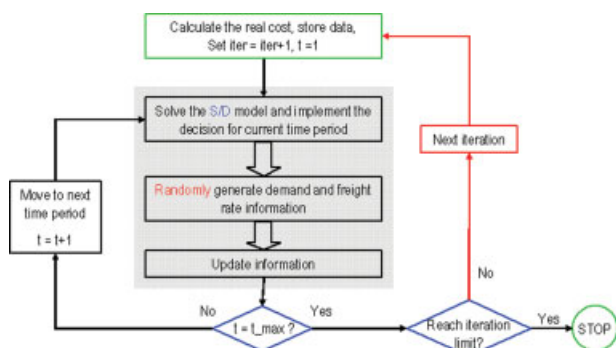 Calculate the real cost, store data,
Set iter = iter+1, t =1
Solve the S/D model and implement the
decision for current time period
Next iteration
Randomly generate demand and freight
rate information
Move to next
time period
t = t+1
Update information
No
No
t = t_max ?
Yes
Reach iteration
limit?
Yes
STOP